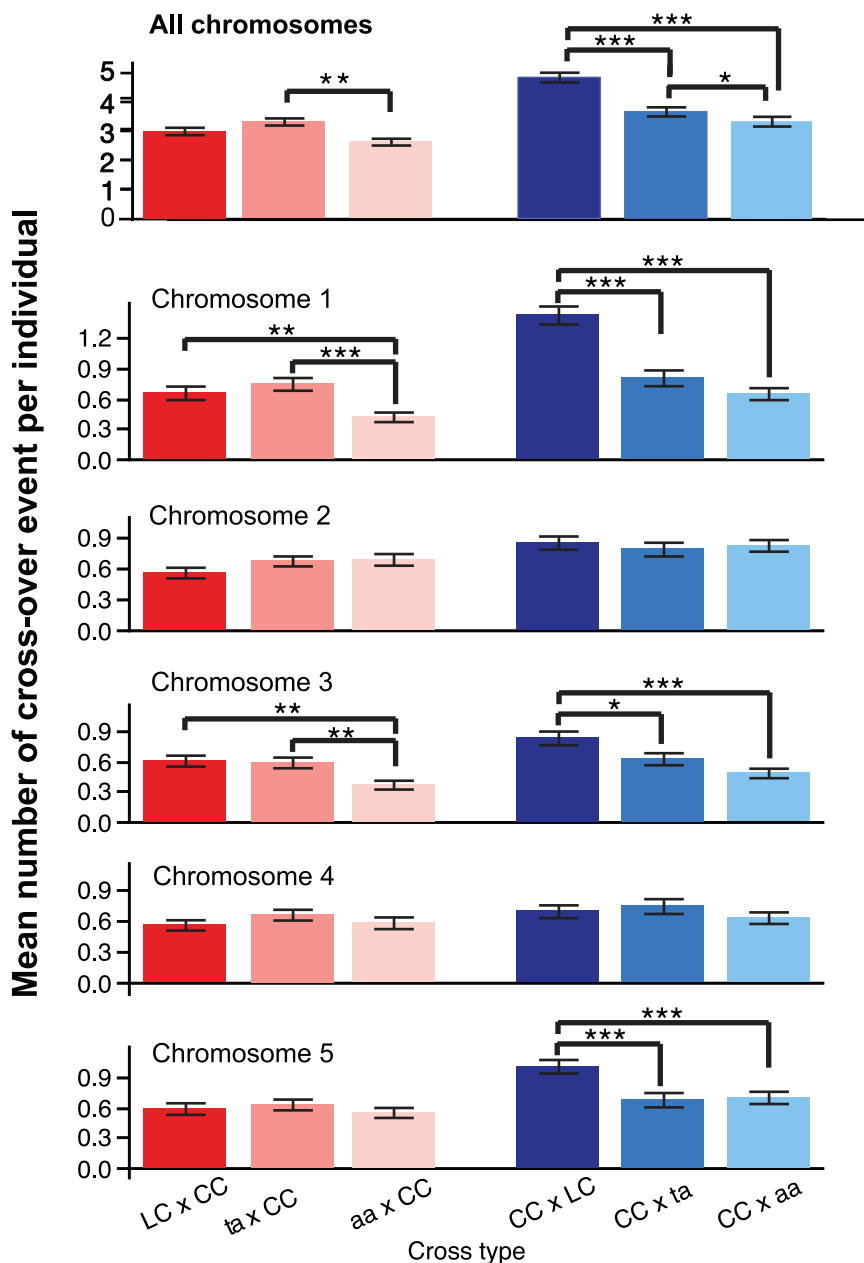 Mean number of cross-over event per individual
All chromosomes
5
4
3
2
1
0
**
***
***
*
Chromosome 1
1.2
0.9
0.6
0.3
0.0
**
***
***
***
Chromosome 2
0.9
0.6
0.3
0.0
Chromosome 3
0.9
0.6
0.3
0.0
**
**
***
*
Chromosome 4
0.9
0.6
0.3
0.0
Chromosome 5
0.9
0.6
0.3
0.0
***
***
LC x CC
ta x CC
aa x CC
CC x LC
CC x ta
CC x aa
Cross type